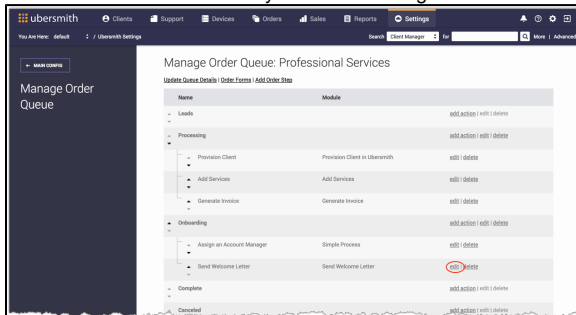 ubersmith Clients Support Devices Orders Sales Reports Settings
You Are Here: default / Ubersmith Settings Search Client Manager for More | Advanced
← MAIN CONFIG
Manage Order Queue: Professional Services
Manage Order
Queue
Update Queue Details | Order Forms | Add Order Step
Name Module
Leads add action | edit | delete
Processing add action | edit | delete
Provision Client Provision Client in Ubersmith edit | delete
Add Services Add Services edit | delete
Generate Invoice Generate Invoice edit | delete
Onboarding add action | edit | delete
Assign an Account Manager Simple Process edit | delete
Send Welcome Letter Send Welcome Letter edit | delete
Complete add action | edit | delete
Canceled add action | edit | delete